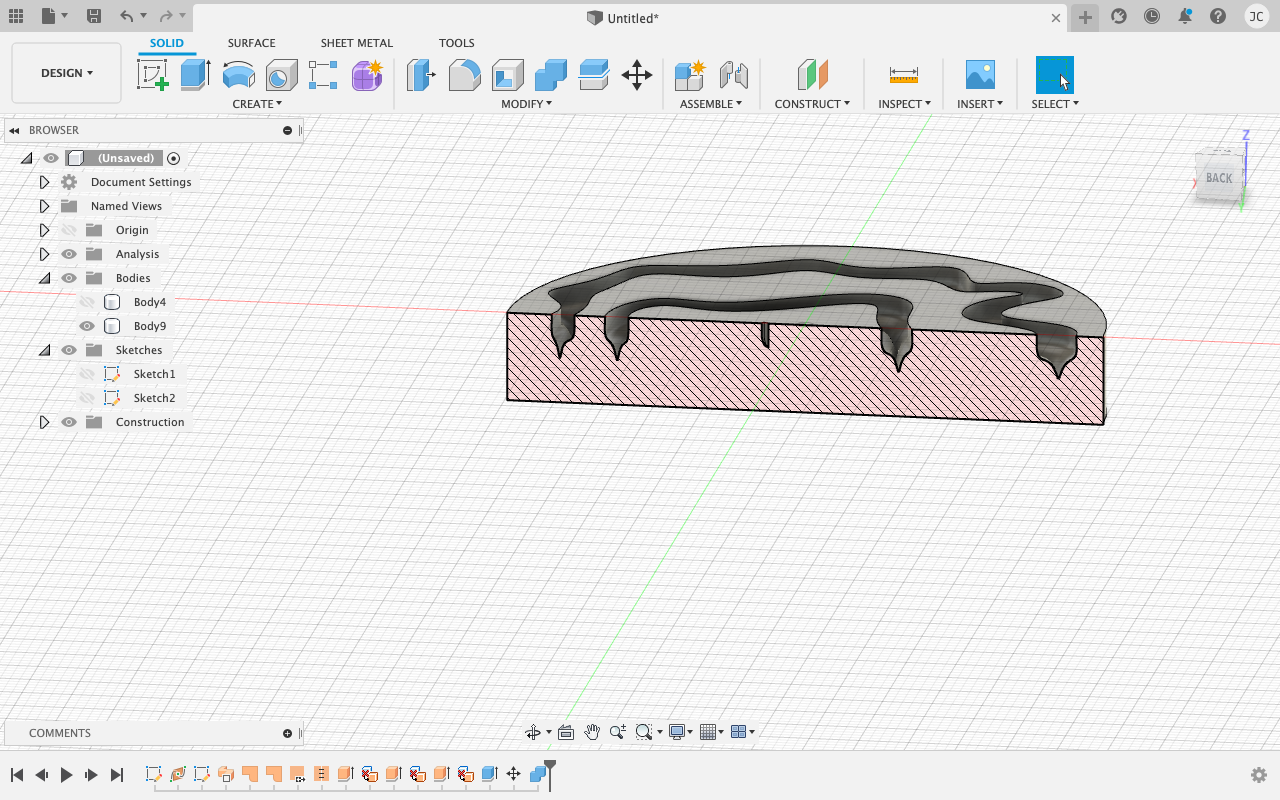 Untitled*
JC
DESIGN
SOLID SURFACE SHEET METAL TOOLS
CREATE MODIFY ASSEMBLE CONSTRUCT INSPECT INSERT SELECT
BROWSER
(Unsaved)
Document Settings
Named Views
Origin
Analysis
Bodies
Body4
Body9
Sketches
Sketch1
Sketch2
Construction
Z
BACK
X
COMMENTS